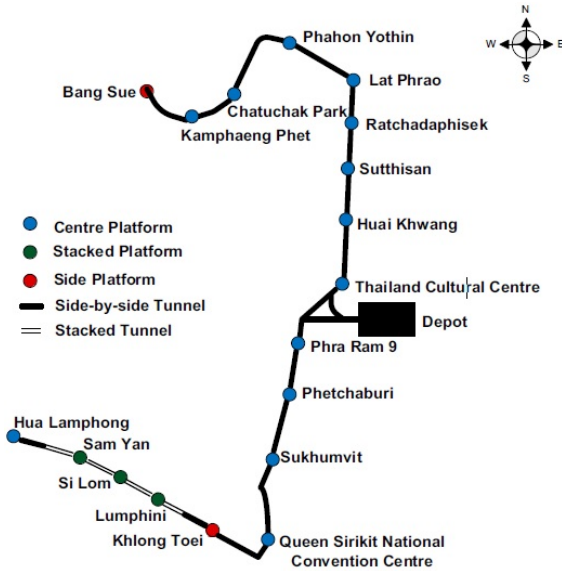 N
W
E
S
Phahon Yothin
Lat Phrao
Bang Sue
Chatuchak Park
Kamphaeng Phet
Ratchadaphisek
Sutthisan
Huai Khwang
Centre Platform
Stacked Platform
Side Platform
Side-by-side Tunnel
Stacked Tunnel
Thailand Cultural Centre
Depot
Phra Ram 9
Phetchaburi
Hua Lamphong
Sam Yan
Sukhumvit
Si Lom
Lumphini
Khlong Toei
Queen Sirikit National
Convention Centre